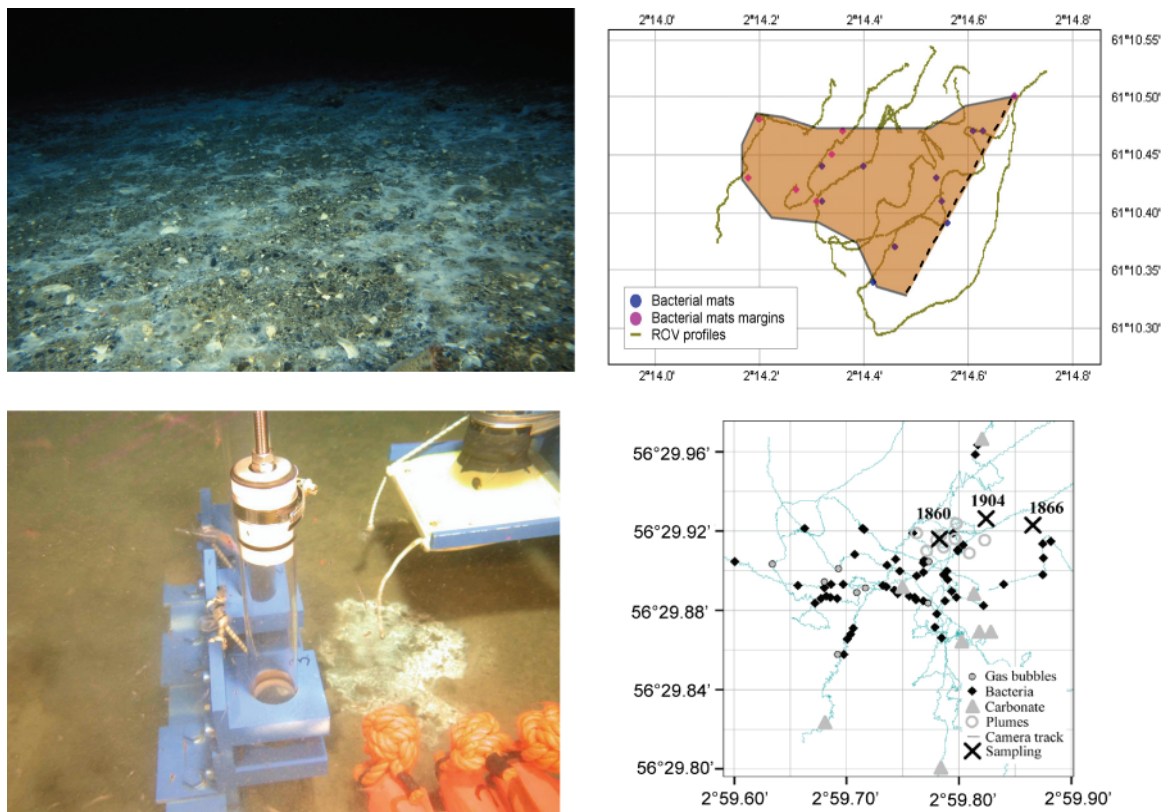 2°14.0' 2°14.2' 2°14.4' 2°14.6' 2°14.8'
61°10.55'
61°10.50'
61°10.45'
61°10.40'
61°10.35'
61°10.30'
Bacterial mats
Bacterial mats margins
ROV profiles
2°14.0' 2°14.2' 2°14.4' 2°14.6' 2°14.8'
3
56°29.96'
56°29.92'
56°29.88'
56°29.84'
56°29.80'
1904
1860 1866
Gas bubbles
Bacteria
Carbonate
Plumes
Camera track
Sampling
2°59.60' 2°59.70' 2°59.80' 2°59.90'